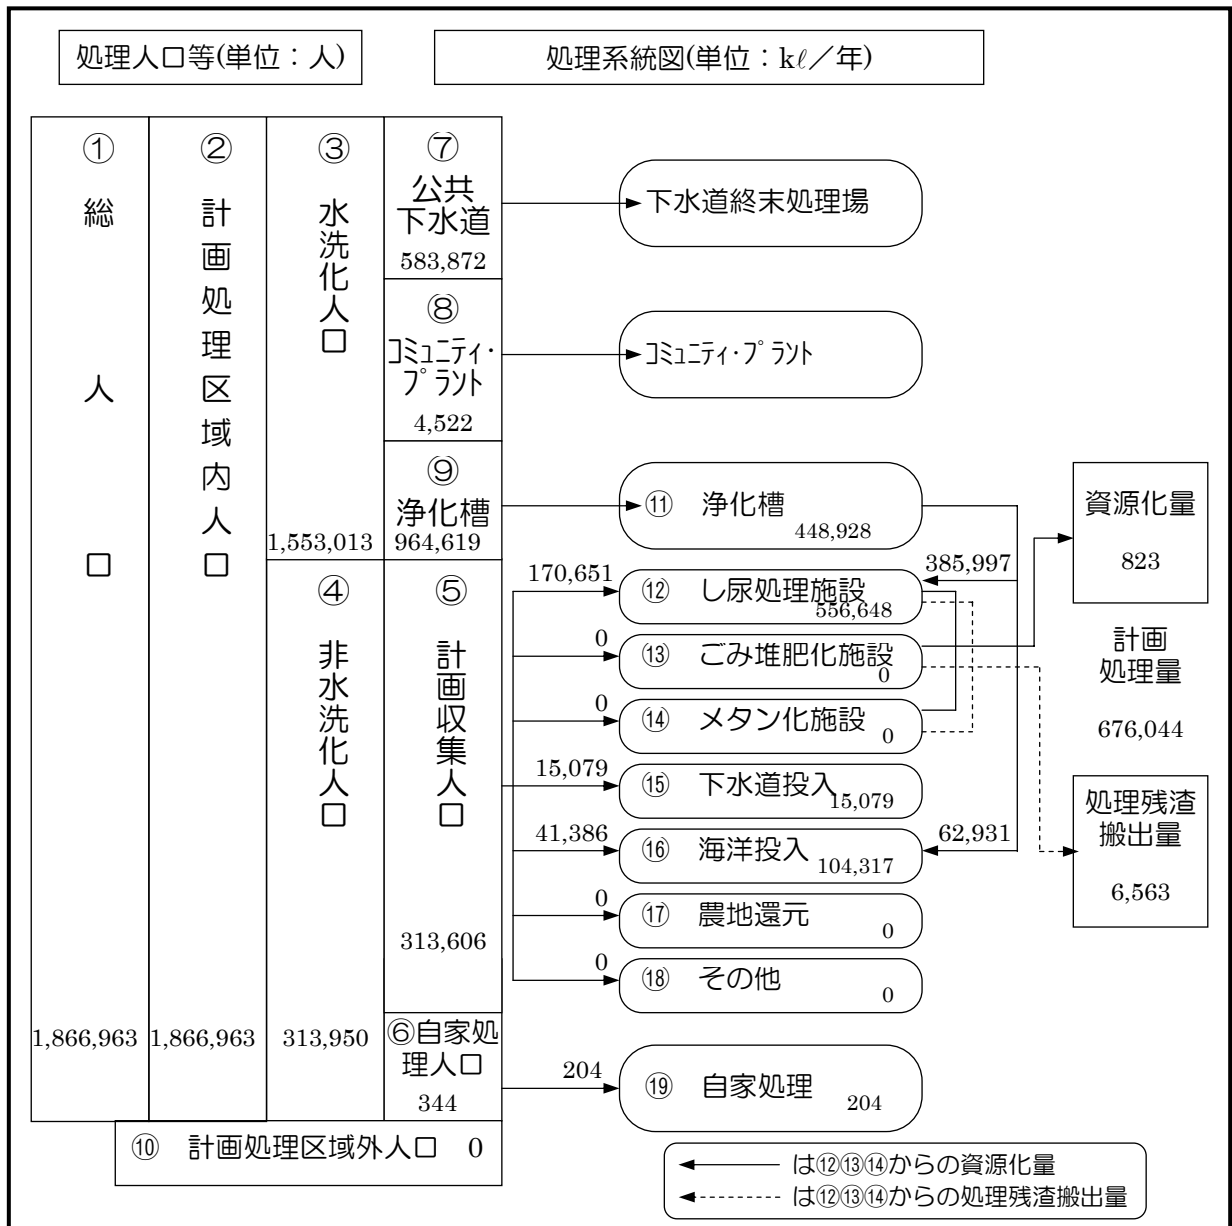 処理人口等(単位：人)
処理系統図(単位：kℓ／年)
①
総人口
1,866,963
②
計画処理区域内人口
1,866,963
③
水洗化人口
1,553,013
④
非水洗化人口
313,950
⑦
公共
下水道
583,872
⑧
コミュニティ・
プラント
4,522
⑨
浄化槽
964,619
⑤
計画収集人口
313,606
⑥自家処
理人口
344
⑩ 計画処理区域外人口 0
下水道終末処理場
コミュニティ・プラント
⑪ 浄化槽
448,928
170,651
385,997
⑫ し尿処理施設
556,648
0
⑬ ごみ堆肥化施設
0
0
⑭ メタン化施設
0
15,079
⑮ 下水道投入
15,079
41,386
62,931
⑯ 海洋投入
104,317
0
⑰ 農地還元
0
0
⑱ その他
0
204
⑲ 自家処理
204
資源化量
823
計画
処理量
676,044
処理残渣
搬出量
6,563
は⑫⑬⑭からの資源化量
は⑫⑬⑭からの処理残渣搬出量